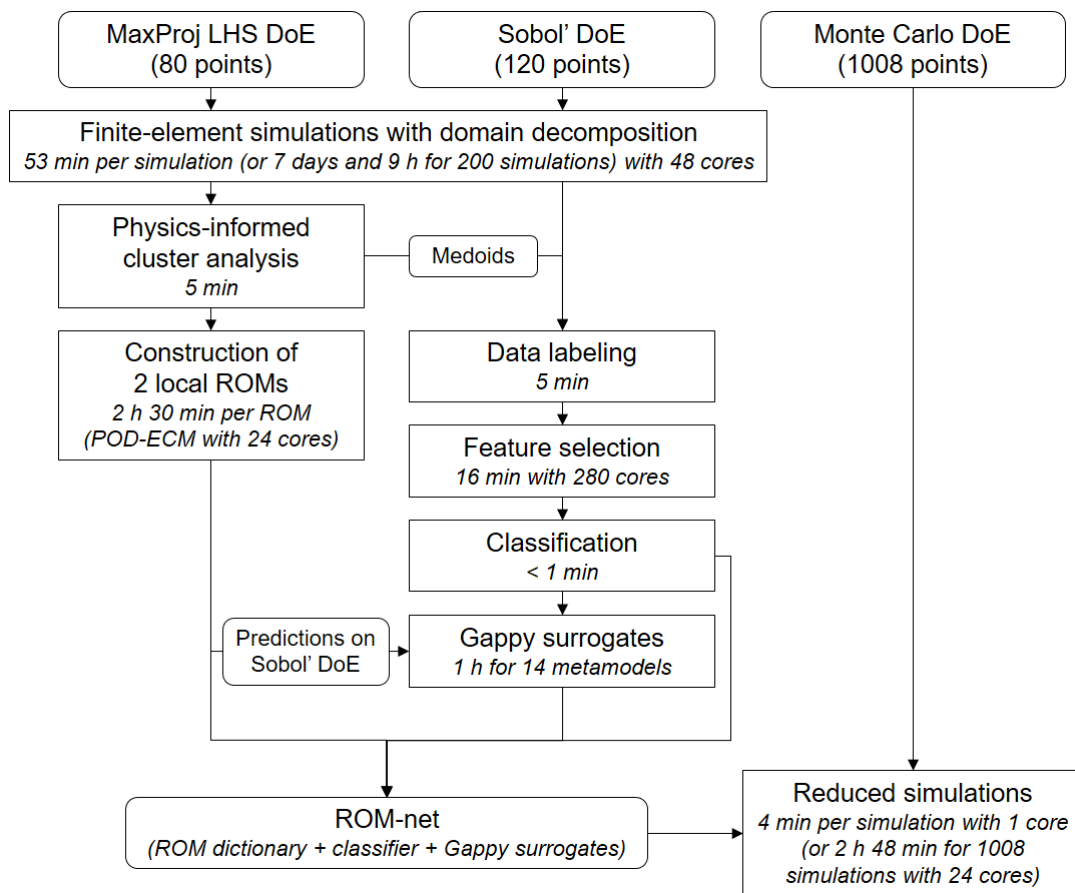 MaxProj LHS DoE
(80 points)
Sobol' DoE
(120 points)
Monte Carlo DoE
(1008 points)
Finite-element simulations with domain decomposition
53 min per simulation (or 7 days and 9 h for 200 simulations) with 48 cores
Physics-informed
cluster analysis
5 min
Medoids
Construction of
2 local ROMs
2 h 30 min per ROM
(POD-ECM with 24 cores)
Data labeling
5 min
Feature selection
16 min with 280 cores
Classification
< 1 min
Predictions on
Sobol' DoE
Gappy surrogates
1 h for 14 metamodels
ROM-net
(ROM dictionary + classifier + Gappy surrogates)
Reduced simulations
4 min per simulation with 1 core
(or 2 h 48 min for 1008
simulations with 24 cores)